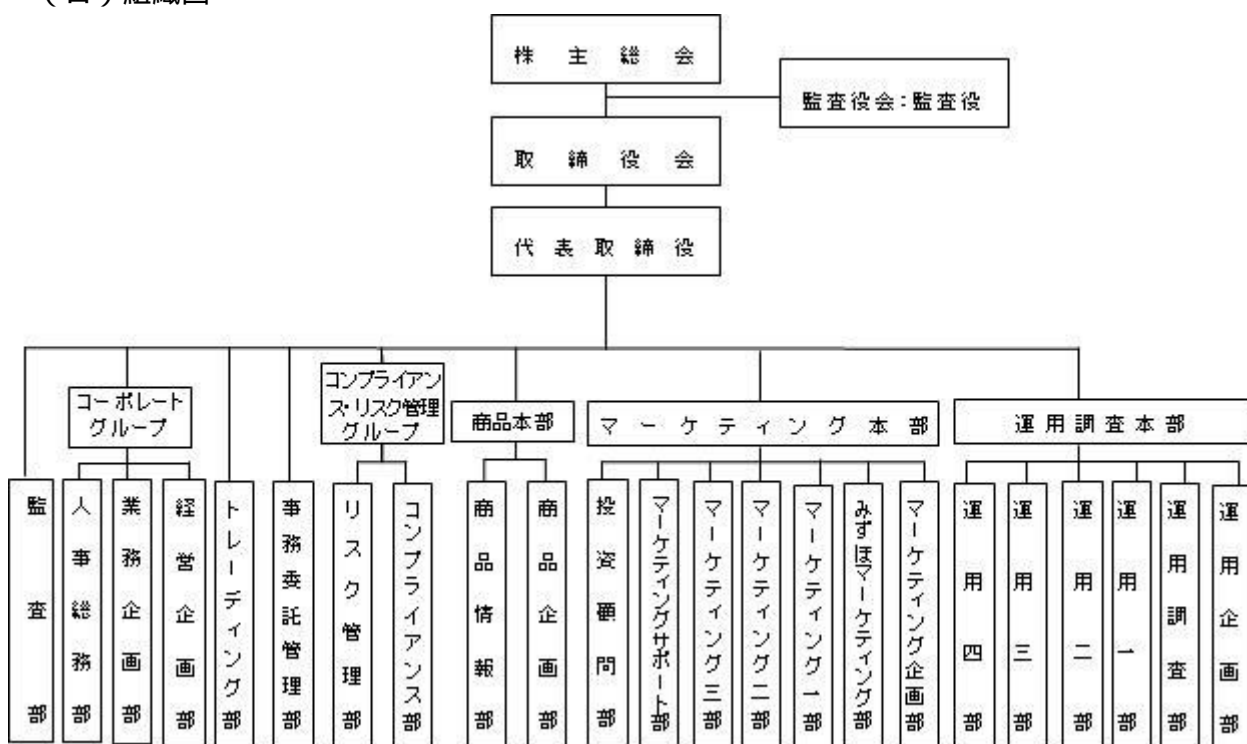 株主総会
監査役会:監査役
取締役会
代表取締役
コーポレート
グループ
コンプライアン
ス・リスク管理
グループ
商品本部
マーケティング本部
運用調査本部
監査部
人事総務部
業務企画部
経営企画部
トレーディング部
事務委託管理部
リスク管理部
コンプライアンス部
商品情報部
商品企画部
投資顧問部
マーケティングサポート部
マーケティング三部
マーケティング二部
マーケティング一部
みずほマーケティング部
マーケティング企画部
運用四部
運用三部
運用二部
運用一部
運用調査部
運用企画部